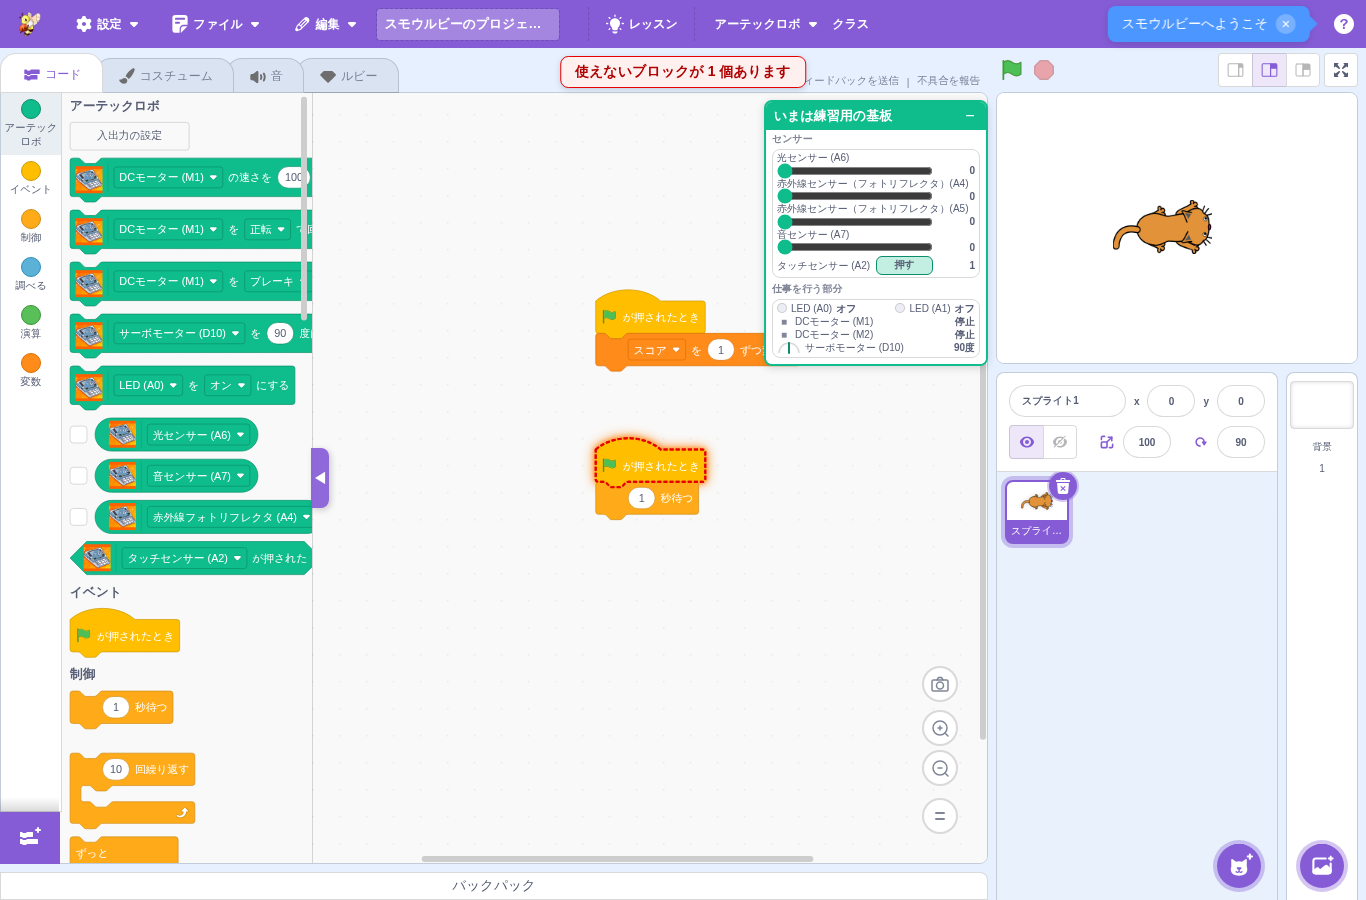 設定
ファイル
編集
スモウルビーのプロジェ…
レッスン
アーテックロボ
クラス
スモウルビーへようこそ
コード
コスチューム
音
ルビー
使えないブロックが 1 個あります
ィードバックを送信 | 不具合を報告
アーテック
ロボ
イベント
制御
調べる
演算
変数
アーテックロボ
入出力の設定
DCモーター (M1) の速さを 100
DCモーター (M1) を 正転
DCモーター (M1) を ブレーキ
サーボモーター (D10) を 90 度
LED (A0) を オン にする
光センサー (A6)
音センサー (A7)
赤外線フォトリフレクタ (A4)
タッチセンサー (A2) が押された
イベント
が押されたとき
制御
1 秒待つ
10 回繰り返す
ずっと
が押されたとき
スコア を 1 ずつ
が押されたとき
1 秒待つ
いまは練習用の基板 −
センサー
光センサー (A6)
0
赤外線センサー（フォトリフレクタ）(A4)
0
赤外線センサー（フォトリフレクタ）(A5)
0
音センサー (A7)
0
タッチセンサー (A2) 押す 1
仕事を行う部分
LED (A0) オフ LED (A1) オフ
DCモーター (M1) 停止
DCモーター (M2) 停止
サーボモーター (D10) 90度
スプライト1 x 0 y 0
100 90
スプライ…
背景
1
バックパック